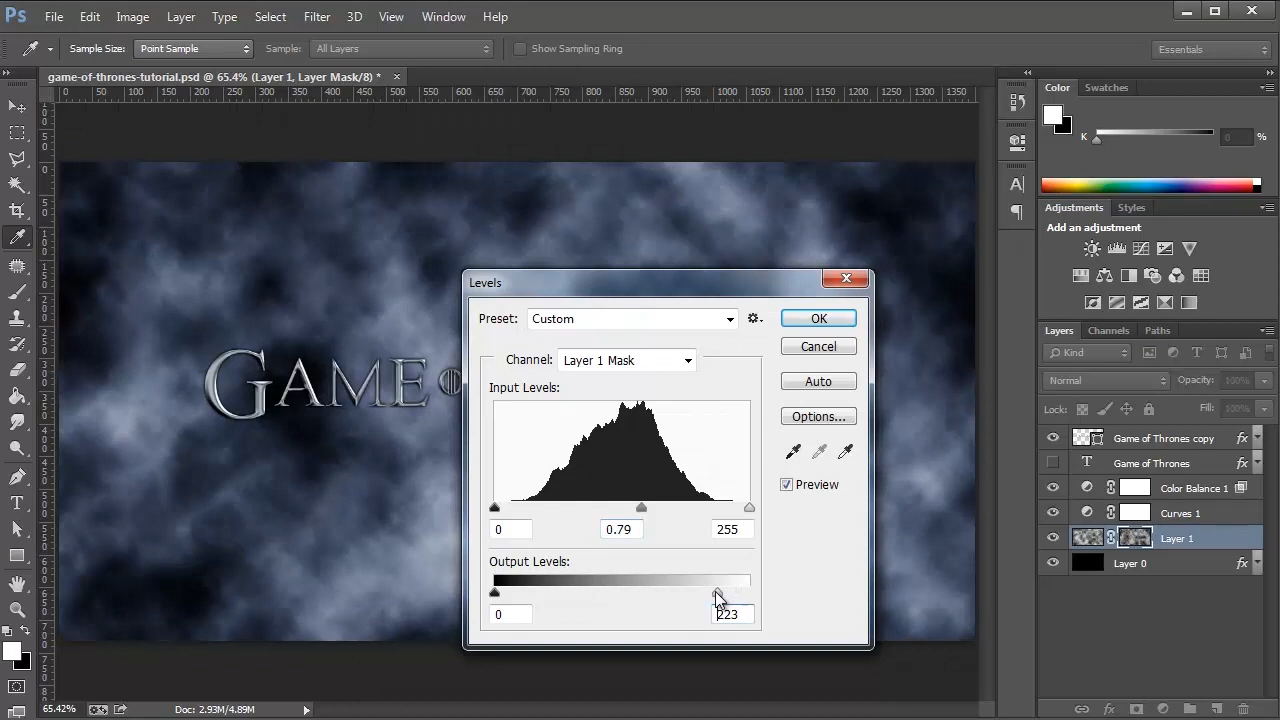 Ps File Edit Image Layer Type Select Filter 3D View Window Help
Sample Size: Point Sample Sample: All Layers Show Sampling Ring Essentials
game-of-thrones-tutorial.psd @ 65.4% (Layer 1, Layer Mask/8) * ×
0 50 100 150 200 250 300 350 400 450 500 550 600 650 700 750 800 850 900 950 1000 1050 1100 1150 1200 1250 1300 1350
Color Swatches
K 0 %
Adjustments Styles
Add an adjustment
Layers Channels Paths
Kind
Normal Opacity: 100%
Lock: Fill: 100%
Game of Thrones copy fx
T Game of Thrones fx
Color Balance 1
Curves 1
Layer 1
Layer 0 fx
GAME
Levels
Preset: Custom
OK
Channel: Layer 1 Mask
Cancel
Input Levels:
Auto
Options...
Preview
0 0.79 255
Output Levels:
0 223
65.42% Doc: 2.93M/4.89M